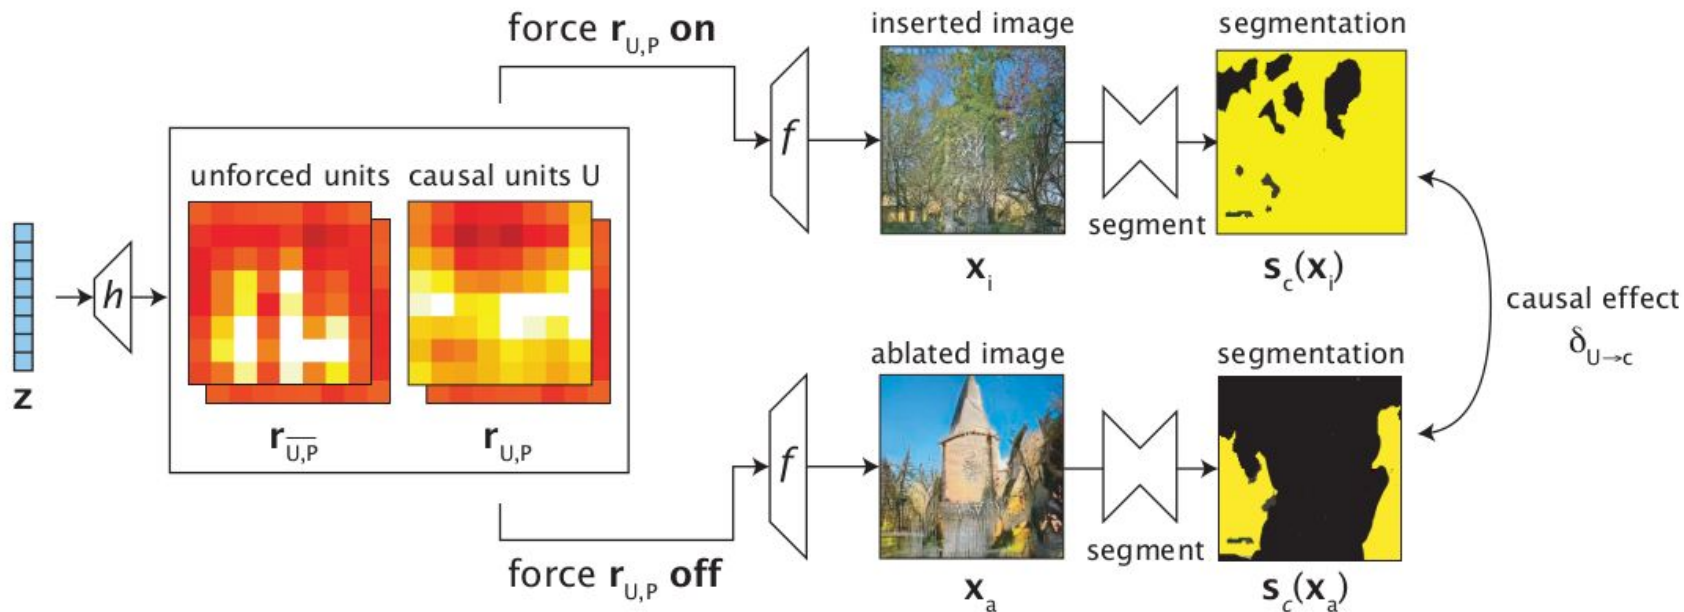 force r_U,P on
inserted image
segmentation
unforced units
causal units U
z
h
r_U,P̅
r_U,P
f
x_i
segment
s_c(x_i)
causal effect
δ_U→c
ablated image
segmentation
f
force r_U,P off
x_a
segment
s_c(x_a)